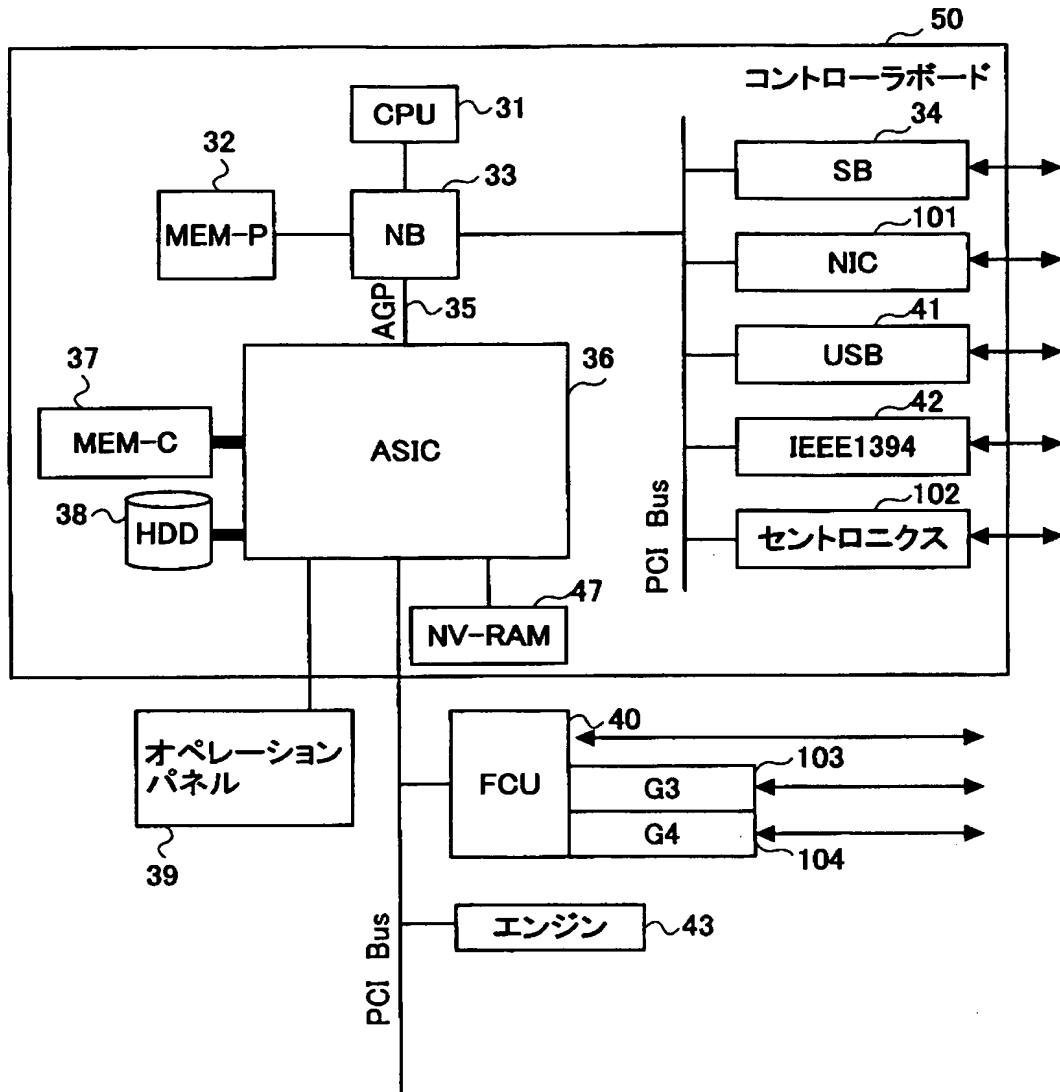 50
コントローラボード
CPU
31
34
SB
32
33
MEM-P
NB
101
NIC
AGP
35
41
USB
37
36
42
MEM-C
ASIC
IEEE1394
38
HDD
102
セントロニクス
PCI Bus
47
NV-RAM
オペレーション
パネル
39
40
FCU
103
G3
G4
104
エンジン
43
PCI Bus